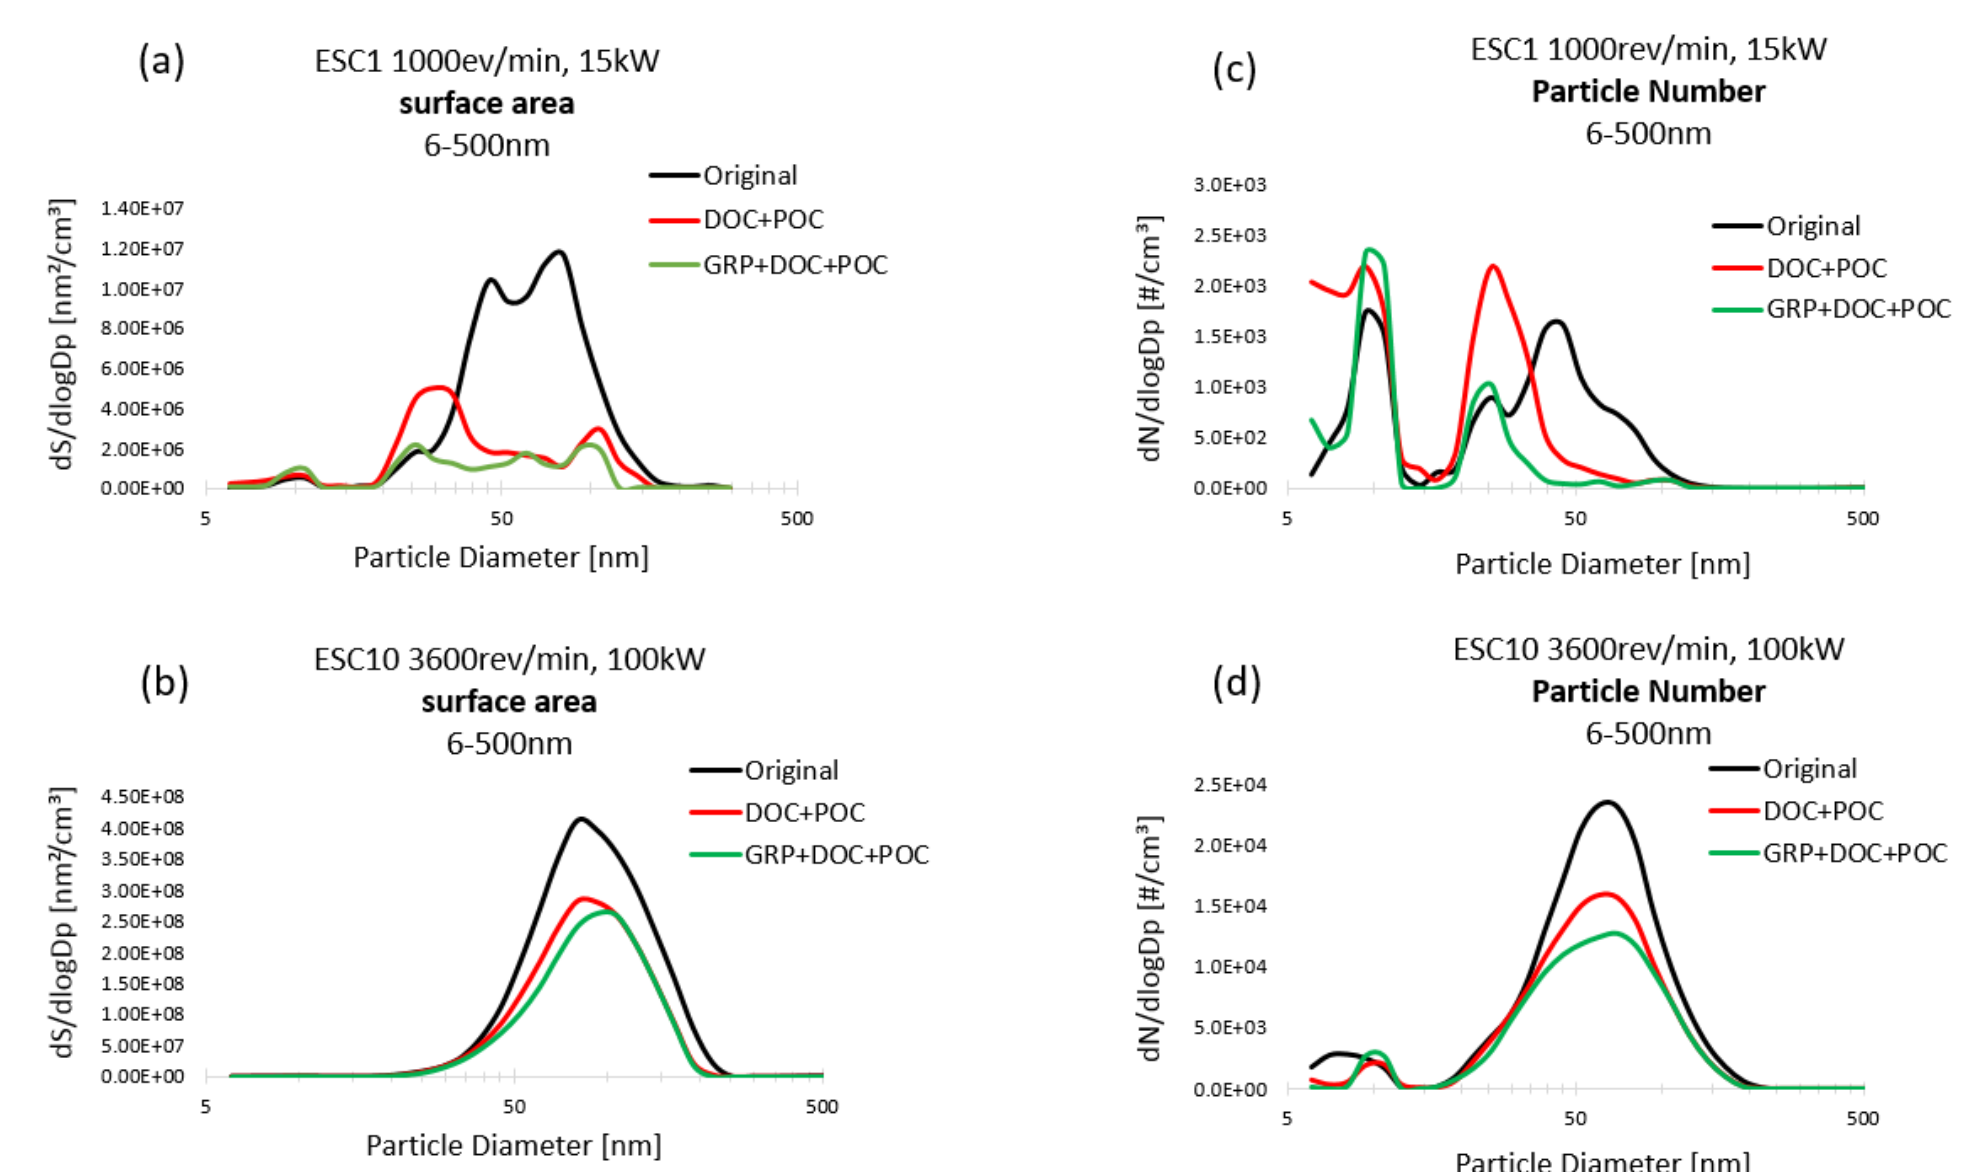 (a)
ESC1 1000ev/min, 15kW
surface area
6-500nm
Original
DOC+POC
GRP+DOC+POC
dS/dlogDp [nm²/cm³]
1.40E+07
1.20E+07
1.00E+07
8.00E+06
6.00E+06
4.00E+06
2.00E+06
0.00E+00
5
50
500
Particle Diameter [nm]
(c)
ESC1 1000rev/min, 15kW
Particle Number
6-500nm
Original
DOC+POC
GRP+DOC+POC
dN/dlogDp [#/cm³]
3.0E+03
2.5E+03
2.0E+03
1.5E+03
1.0E+03
5.0E+02
0.0E+00
5
50
500
Particle Diameter [nm]
(b)
ESC10 3600rev/min, 100kW
surface area
6-500nm
Original
DOC+POC
GRP+DOC+POC
dS/dlogDp [nm²/cm³]
4.50E+08
4.00E+08
3.50E+08
3.00E+08
2.50E+08
2.00E+08
1.50E+08
1.00E+08
5.00E+07
0.00E+00
5
50
500
Particle Diameter [nm]
(d)
ESC10 3600rev/min, 100kW
Particle Number
6-500nm
Original
DOC+POC
GRP+DOC+POC
dN/dlogDp [#/cm³]
2.5E+04
2.0E+04
1.5E+04
1.0E+04
5.0E+03
0.0E+00
5
50
500
Particle Diameter [nm]